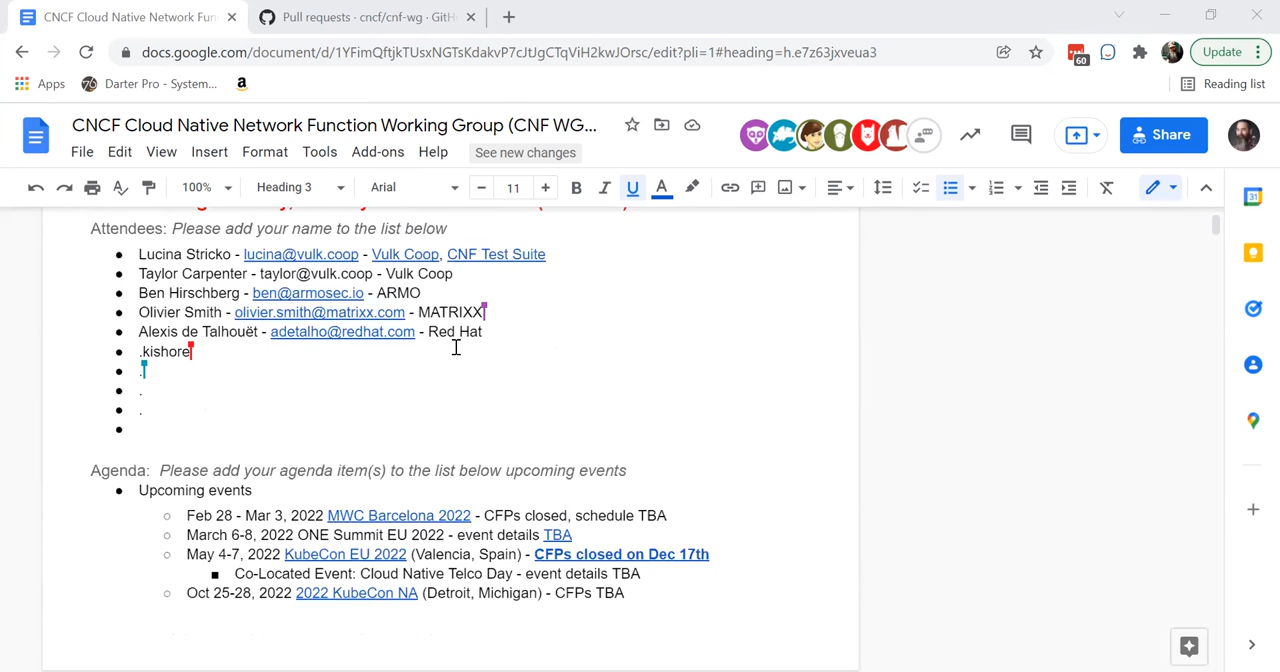 CNCF Cloud Native Network Fun
Pull requests · cncf/cnf-wg · GitH
docs.google.com/document/d/1YFimQftjkTUsxNGTsKdakvP7cJtJgCTqViH2kwJOrsc/edit?pli=1#heading=h.e7z63jxveua3
60
Update
Apps
Darter Pro - System...
Reading list
CNCF Cloud Native Network Function Working Group (CNF WG...
File Edit View Insert Format Tools Add-ons Help See new changes
Share
100% Heading 3 Arial 11 B I U A
Attendees: Please add your name to the list below
● Lucina Stricko - lucina@vulk.coop - Vulk Coop, CNF Test Suite
● Taylor Carpenter - taylor@vulk.coop - Vulk Coop
● Ben Hirschberg - ben@armosec.io - ARMO
● Olivier Smith - olivier.smith@matrixx.com - MATRIXX
● Alexis de Talhouët - adetalho@redhat.com - Red Hat
● .kishore
● .
● .
● .
●
Agenda: Please add your agenda item(s) to the list below upcoming events
● Upcoming events
○ Feb 28 - Mar 3, 2022 MWC Barcelona 2022 - CFPs closed, schedule TBA
○ March 6-8, 2022 ONE Summit EU 2022 - event details TBA
○ May 4-7, 2022 KubeCon EU 2022 (Valencia, Spain) - CFPs closed on Dec 17th
■ Co-Located Event: Cloud Native Telco Day - event details TBA
○ Oct 25-28, 2022 2022 KubeCon NA (Detroit, Michigan) - CFPs TBA